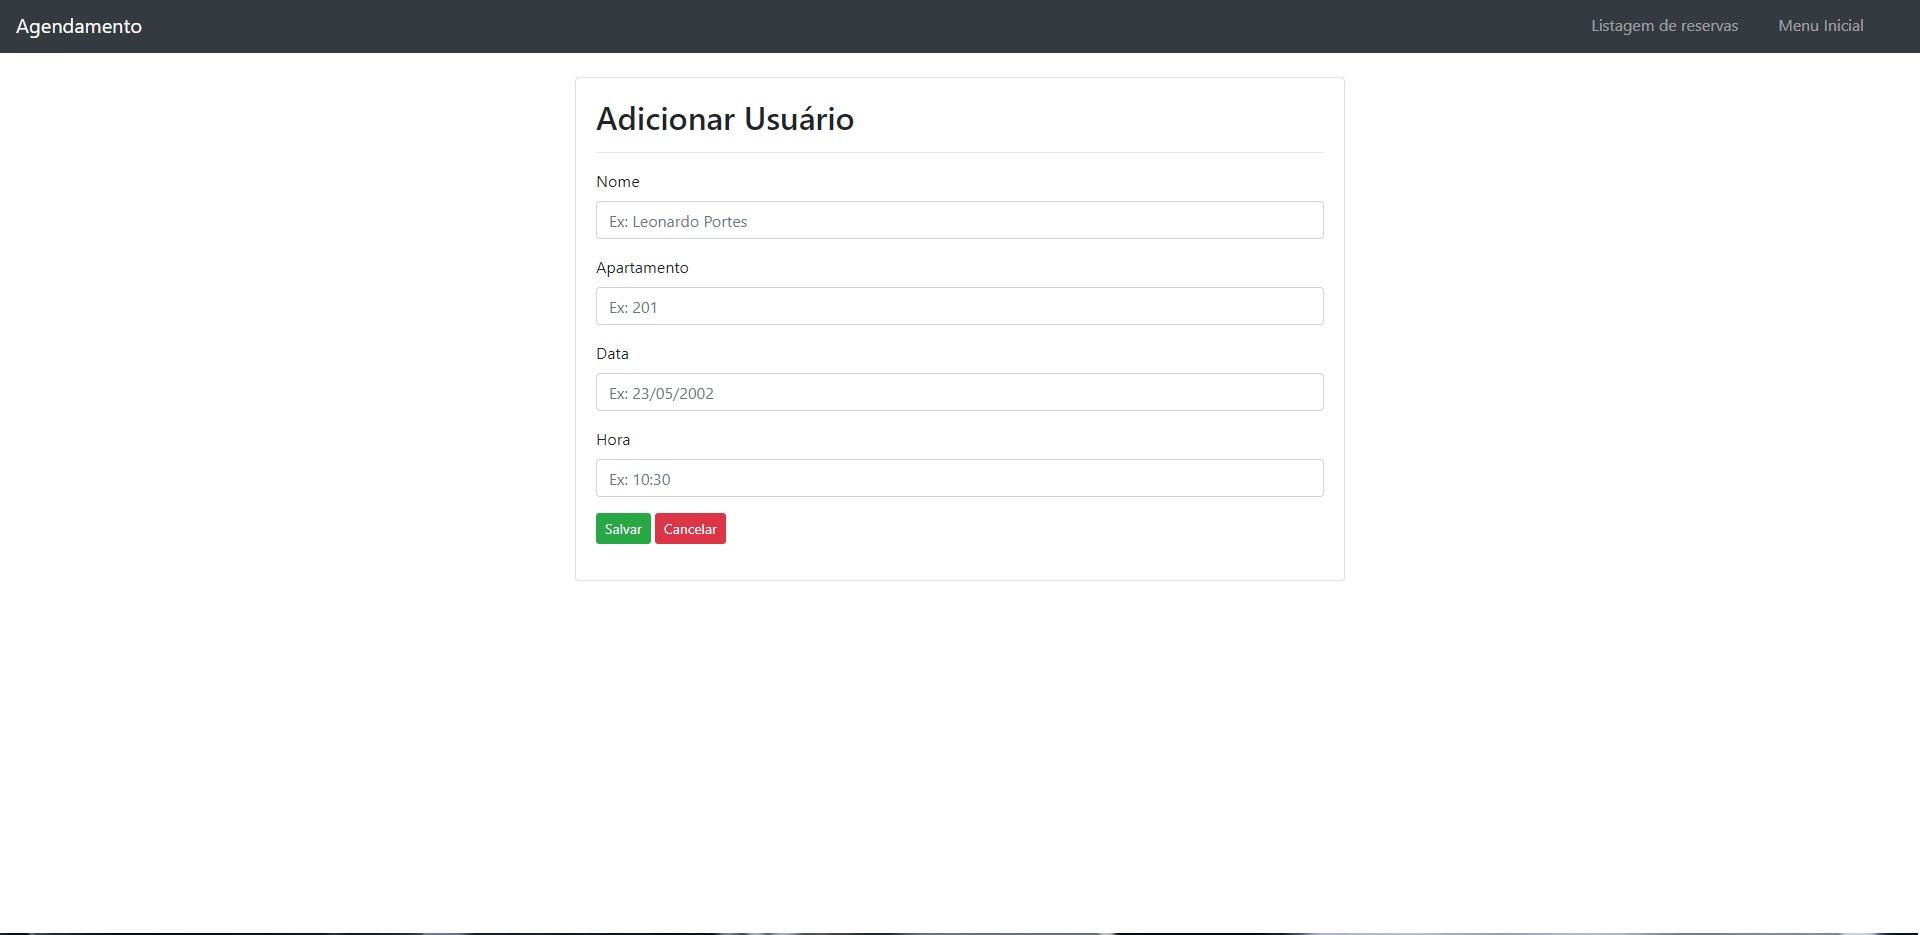 Agendamento
Listagem de reservas
Menu Inicial
Adicionar Usuário
Nome
Ex: Leonardo Portes
Apartamento
Ex: 201
Data
Ex: 23/05/2002
Hora
Ex: 10:30
Salvar
Cancelar